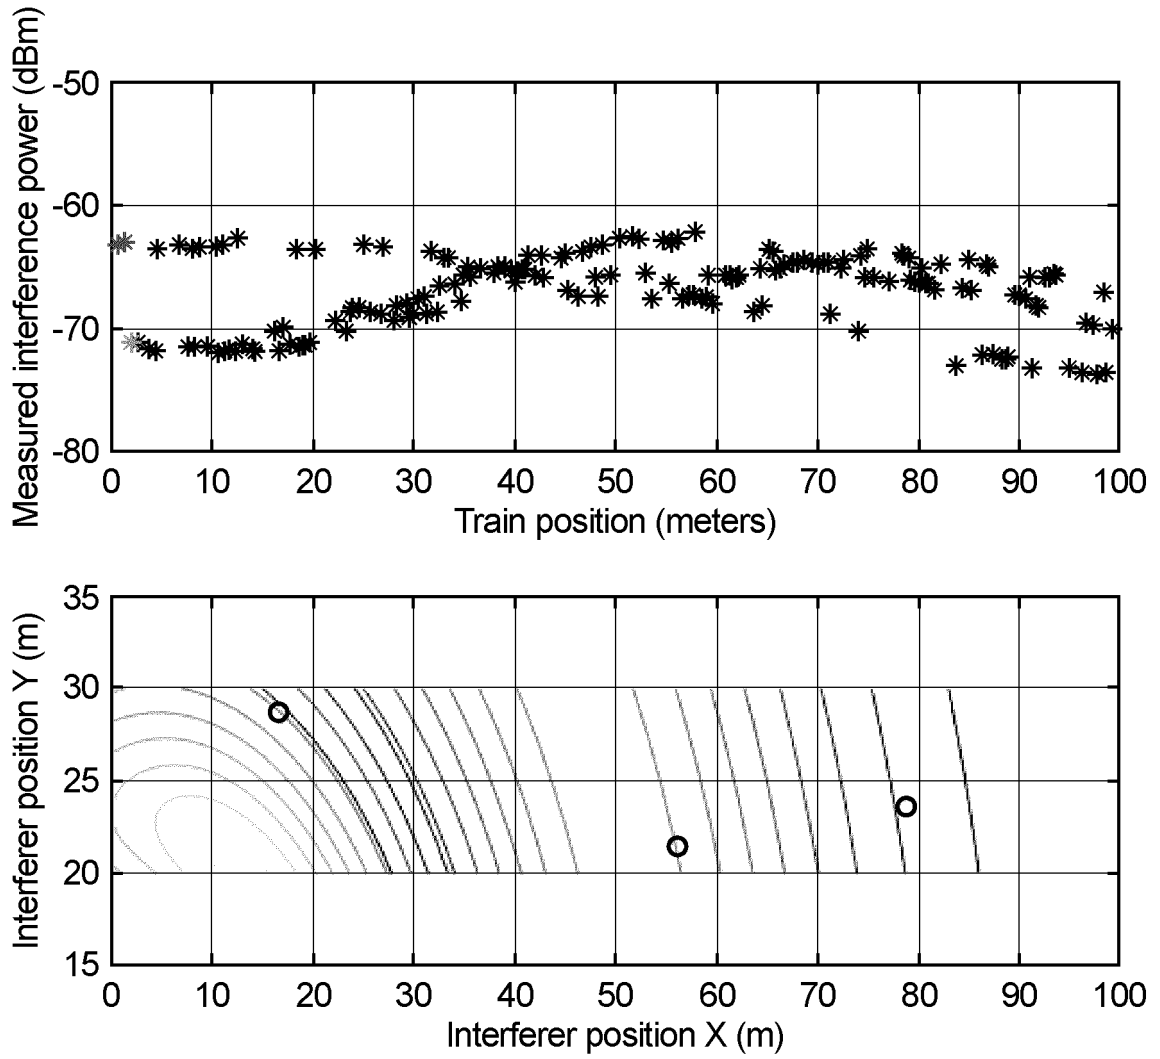 Measured interference power (dBm)
-50
-60
-70
-80
0 10 20 30 40 50 60 70 80 90 100
Train position (meters)
Interferer position Y (m)
35
30
25
20
15
0 10 20 30 40 50 60 70 80 90 100
Interferer position X (m)